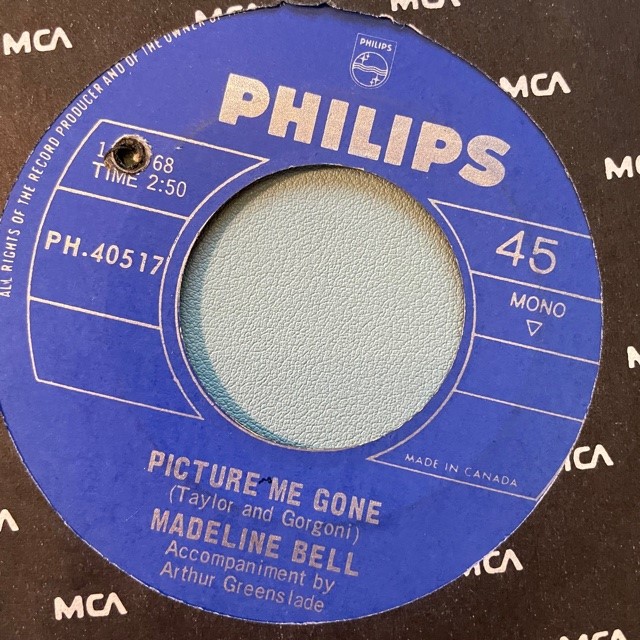 MCA
MCA
MCA
ALL RIGHTS OF THE RECORD PRODUCER AND OF THE OWNER OF
PHILIPS
PHILIPS
68
TIME 2:50
PH.40517
45
MONO
MADE IN CANADA
PICTURE ME GONE
(Taylor and Gorgoni)
MADELINE BELL
Accompaniment by
Arthur Greenslade
MCA
MCA